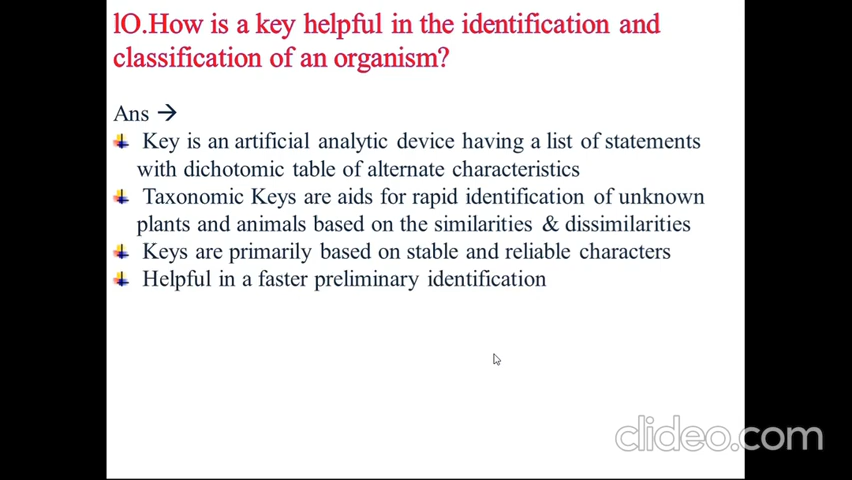 lO.How is a key helpful in the identification and
classification of an organism?
Ans →
Key is an artificial analytic device having a list of statements
with dichotomic table of alternate characteristics
Taxonomic Keys are aids for rapid identification of unknown
plants and animals based on the similarities & dissimilarities
Keys are primarily based on stable and reliable characters
Helpful in a faster preliminary identification
clideo.com